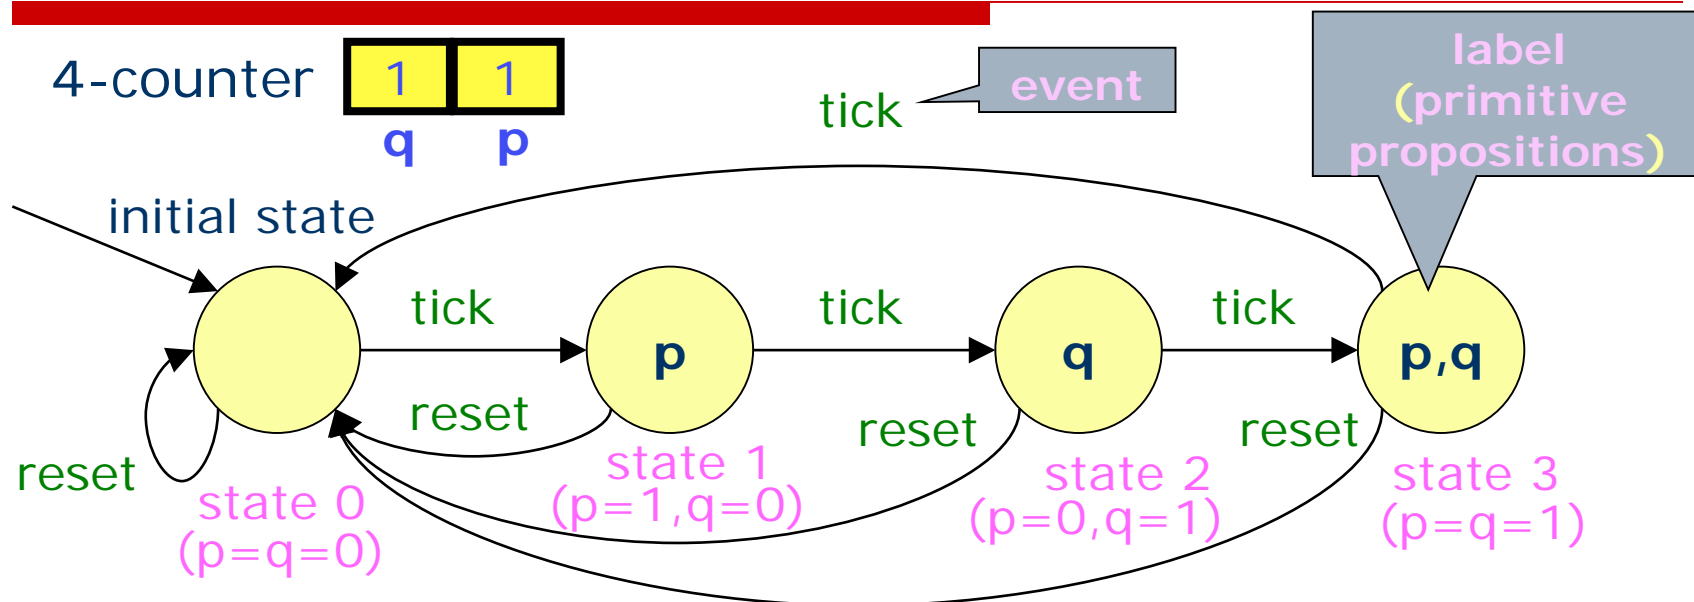 4-counter
1 1
q p
tick
event
label
(primitive
propositions)
initial state
tick
tick
tick
p
q
p,q
reset
reset
reset
reset
state 0
(p=q=0)
state 1
(p=1,q=0)
state 2
(p=0,q=1)
state 3
(p=q=1)